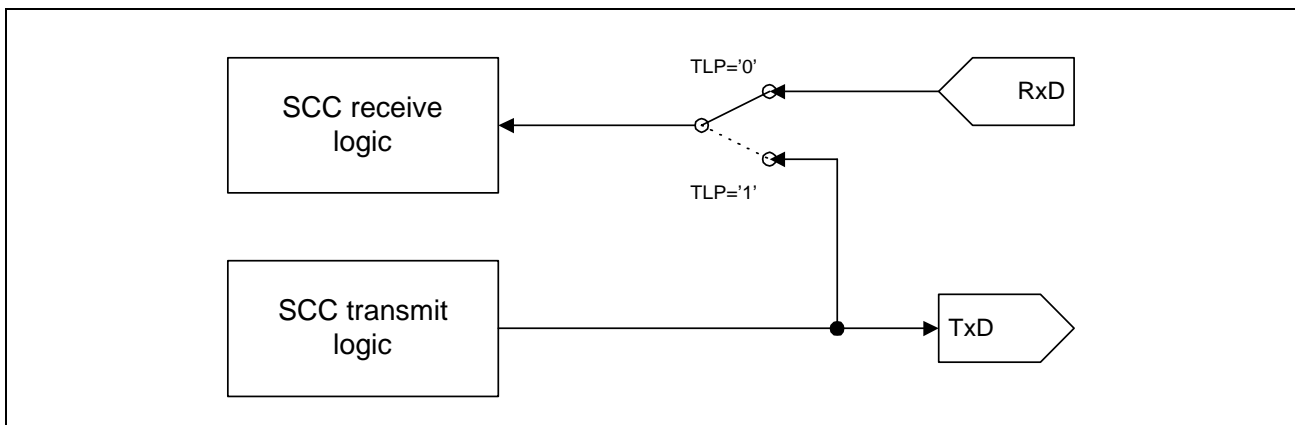 TLP='0'
SCC receive
logic
RxD
TLP='1'
SCC transmit
logic
TxD